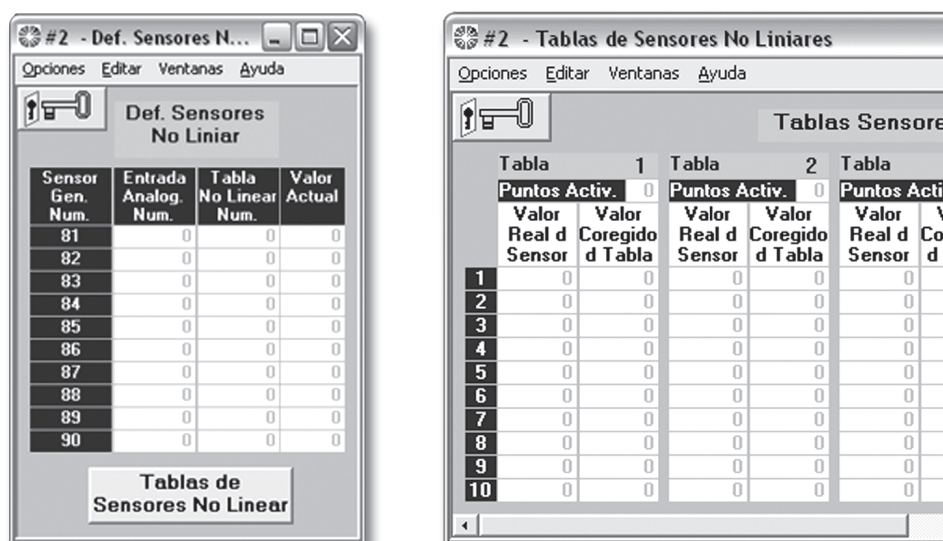 #2 - Def. Sensores N...
Opciones Editar Ventanas Ayuda
Def. Sensores
No Liniar
Sensor Entrada Tabla Valor
Gen. Analog. No Linear Actual
Num. Num. Num.
81 0 0 0
82 0 0 0
83 0 0 0
84 0 0 0
85 0 0 0
86 0 0 0
87 0 0 0
88 0 0 0
89 0 0 0
90 0 0 0
Tablas de
Sensores No Linear
#2 - Tablas de Sensores No Liniares
Opciones Editar Ventanas Ayuda
Tablas Sensore
Tabla 1 Tabla 2 Tabla
Puntos Activ. 0 Puntos Activ. 0 Puntos Acti
Valor Valor Valor Valor Valor
Real d Coregido Real d Coregido Real d Co
Sensor d Tabla Sensor d Tabla Sensor d
1 0 0 0 0 0
2 0 0 0 0 0
3 0 0 0 0 0
4 0 0 0 0 0
5 0 0 0 0 0
6 0 0 0 0 0
7 0 0 0 0 0
8 0 0 0 0 0
9 0 0 0 0 0
10 0 0 0 0 0